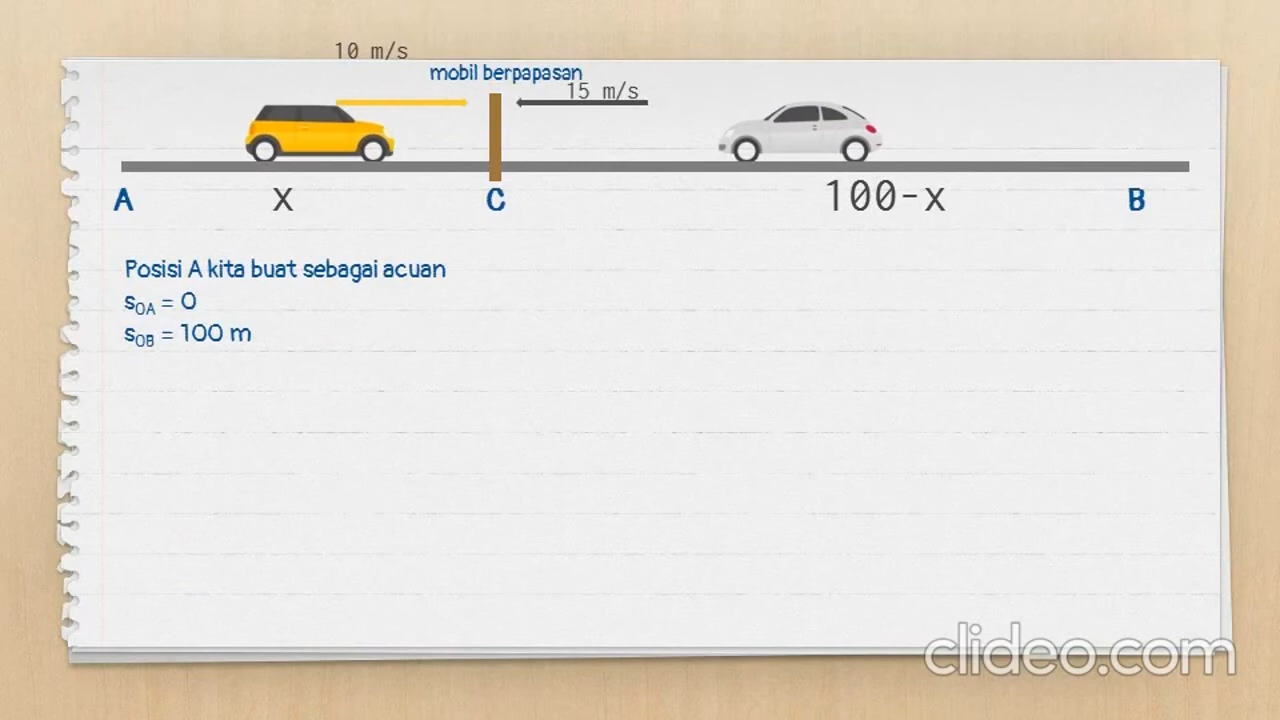 10 m/s
mobil berpapasan
15 m/s
A x C 100-x B
Posisi A kita buat sebagai acuan
sOA = 0
sOB = 100 m
clideo.com